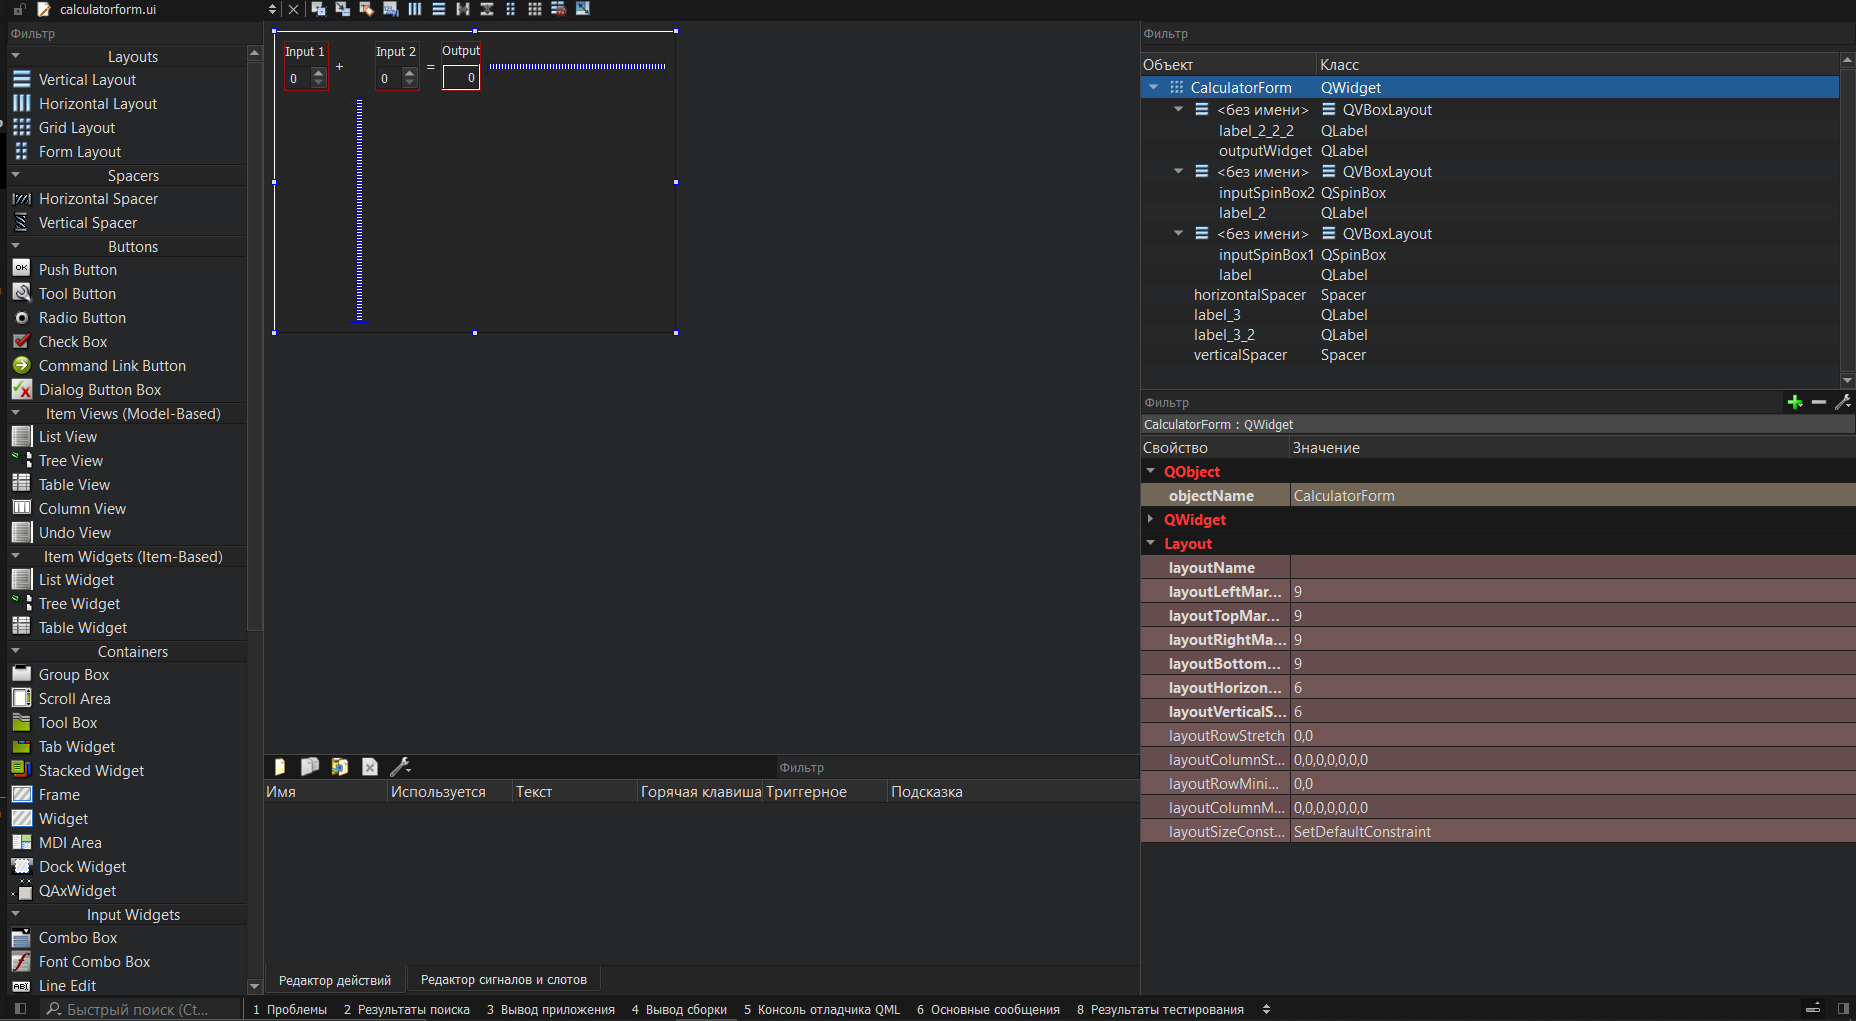 calculatorform.ui
Фильтр
Layouts
Vertical Layout
Horizontal Layout
Grid Layout
Form Layout
Spacers
Horizontal Spacer
Vertical Spacer
Buttons
OK Push Button
Tool Button
Radio Button
Check Box
Command Link Button
Dialog Button Box
Item Views (Model-Based)
List View
Tree View
Table View
Column View
Undo View
Item Widgets (Item-Based)
List Widget
Tree Widget
Table Widget
Containers
Group Box
Scroll Area
Tool Box
Tab Widget
Stacked Widget
Frame
Widget
MDI Area
Dock Widget
QAxWidget
Input Widgets
Combo Box
Font Combo Box
ABI Line Edit
Input 1 Input 2 Output
0 + 0 = 0
Имя Используется Текст Горячая клавиша Триггерное Подсказка
Фильтр
Редактор действий Редактор сигналов и слотов
Фильтр
Объект Класс
CalculatorForm QWidget
<без имени> QVBoxLayout
label_2_2_2 QLabel
outputWidget QLabel
<без имени> QVBoxLayout
inputSpinBox2 QSpinBox
label_2 QLabel
<без имени> QVBoxLayout
inputSpinBox1 QSpinBox
label QLabel
horizontalSpacer Spacer
label_3 QLabel
label_3_2 QLabel
verticalSpacer Spacer
Фильтр
CalculatorForm : QWidget
Свойство Значение
QObject
objectName CalculatorForm
QWidget
Layout
layoutName
layoutLeftMar... 9
layoutTopMar... 9
layoutRightMa... 9
layoutBottom... 9
layoutHorizon... 6
layoutVerticalS... 6
layoutRowStretch 0,0
layoutColumnSt... 0,0,0,0,0,0,0
layoutRowMini... 0,0
layoutColumnM... 0,0,0,0,0,0,0
layoutSizeConst... SetDefaultConstraint
Быстрый поиск (Ct... 1 Проблемы 2 Результаты поиска 3 Вывод приложения 4 Вывод сборки 5 Консоль отладчика QML 6 Основные сообщения 8 Результаты тестирования